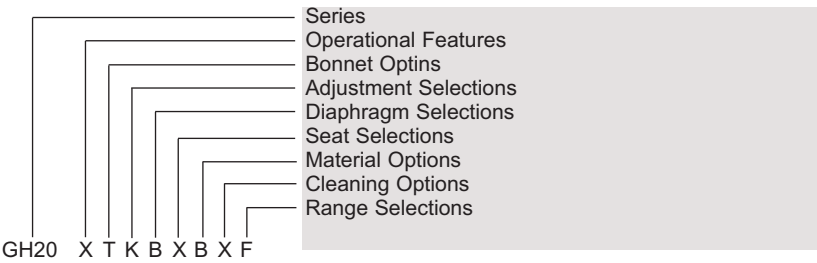 Series
Operational Features
Bonnet Optins
Adjustment Selections
Diaphragm Selections
Seat Selections
Material Options
Cleaning Options
Range Selections
GH20 X T K B X B X F